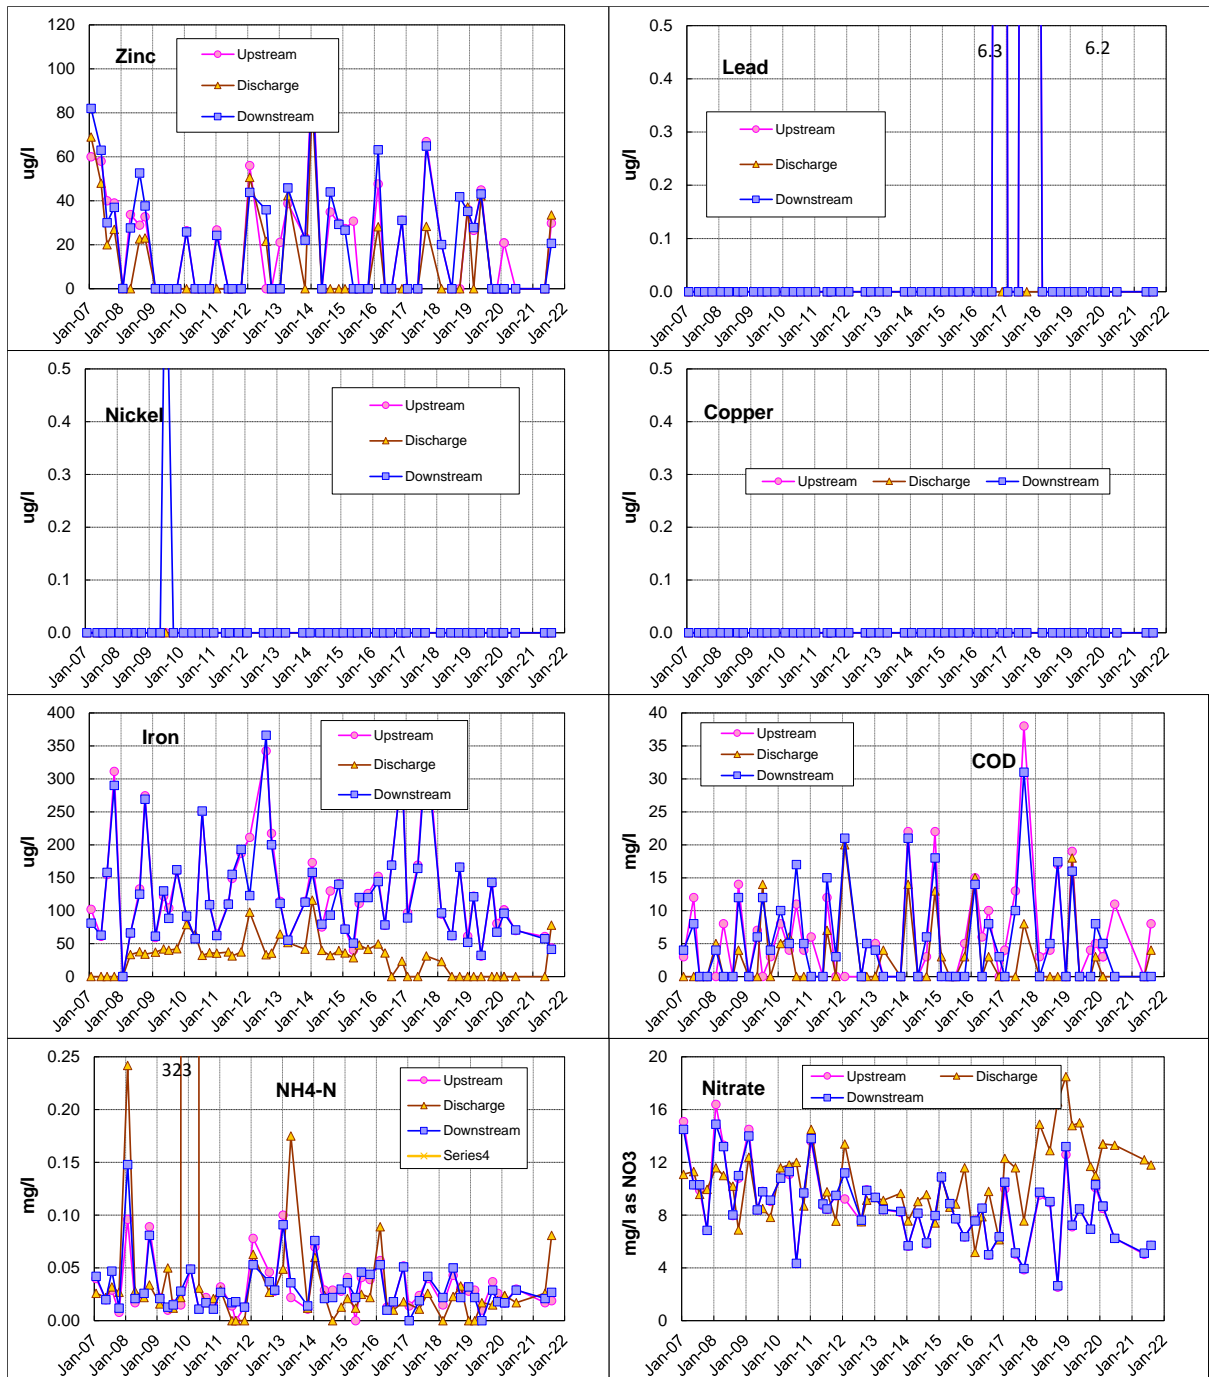 Zinc
ug/l
120
100
80
60
40
20
0
Upstream
Discharge
Downstream
Jan-07
Jan-08
Jan-09
Jan-10
Jan-11
Jan-12
Jan-13
Jan-14
Jan-15
Jan-16
Jan-17
Jan-18
Jan-19
Jan-20
Jan-21
Jan-22
Lead
ug/l
0.5
0.4
0.3
0.2
0.1
0.0
6.3
6.2
Upstream
Discharge
Downstream
Jan-07
Jan-08
Jan-09
Jan-10
Jan-11
Jan-12
Jan-13
Jan-14
Jan-15
Jan-16
Jan-17
Jan-18
Jan-19
Jan-20
Jan-21
Jan-22
Nickel
ug/l
0.5
0.4
0.3
0.2
0.1
0.0
Upstream
Discharge
Downstream
Jan-07
Jan-08
Jan-09
Jan-10
Jan-11
Jan-12
Jan-13
Jan-14
Jan-15
Jan-16
Jan-17
Jan-18
Jan-19
Jan-20
Jan-21
Jan-22
Copper
ug/l
0.5
0.4
0.3
0.2
0.1
0.0
Upstream Discharge Downstream
Jan-07
Jan-08
Jan-09
Jan-10
Jan-11
Jan-12
Jan-13
Jan-14
Jan-15
Jan-16
Jan-17
Jan-18
Jan-19
Jan-20
Jan-21
Jan-22
Iron
ug/l
400
350
300
250
200
150
100
50
0
Upstream
Discharge
Downstream
Jan-07
Jan-08
Jan-09
Jan-10
Jan-11
Jan-12
Jan-13
Jan-14
Jan-15
Jan-16
Jan-17
Jan-18
Jan-19
Jan-20
Jan-21
Jan-22
COD
mg/l
40
35
30
25
20
15
10
5
0
Upstream
Discharge
Downstream
Jan-07
Jan-08
Jan-09
Jan-10
Jan-11
Jan-12
Jan-13
Jan-14
Jan-15
Jan-16
Jan-17
Jan-18
Jan-19
Jan-20
Jan-21
Jan-22
NH4-N
mg/l
0.25
0.20
0.15
0.10
0.05
0.00
323
Upstream
Discharge
Downstream
Series4
Jan-07
Jan-08
Jan-09
Jan-10
Jan-11
Jan-12
Jan-13
Jan-14
Jan-15
Jan-16
Jan-17
Jan-18
Jan-19
Jan-20
Jan-21
Jan-22
Nitrate
mg/l as NO3
20
16
12
8
4
0
Upstream Discharge
Downstream
Jan-07
Jan-08
Jan-09
Jan-10
Jan-11
Jan-12
Jan-13
Jan-14
Jan-15
Jan-16
Jan-17
Jan-18
Jan-19
Jan-20
Jan-21
Jan-22